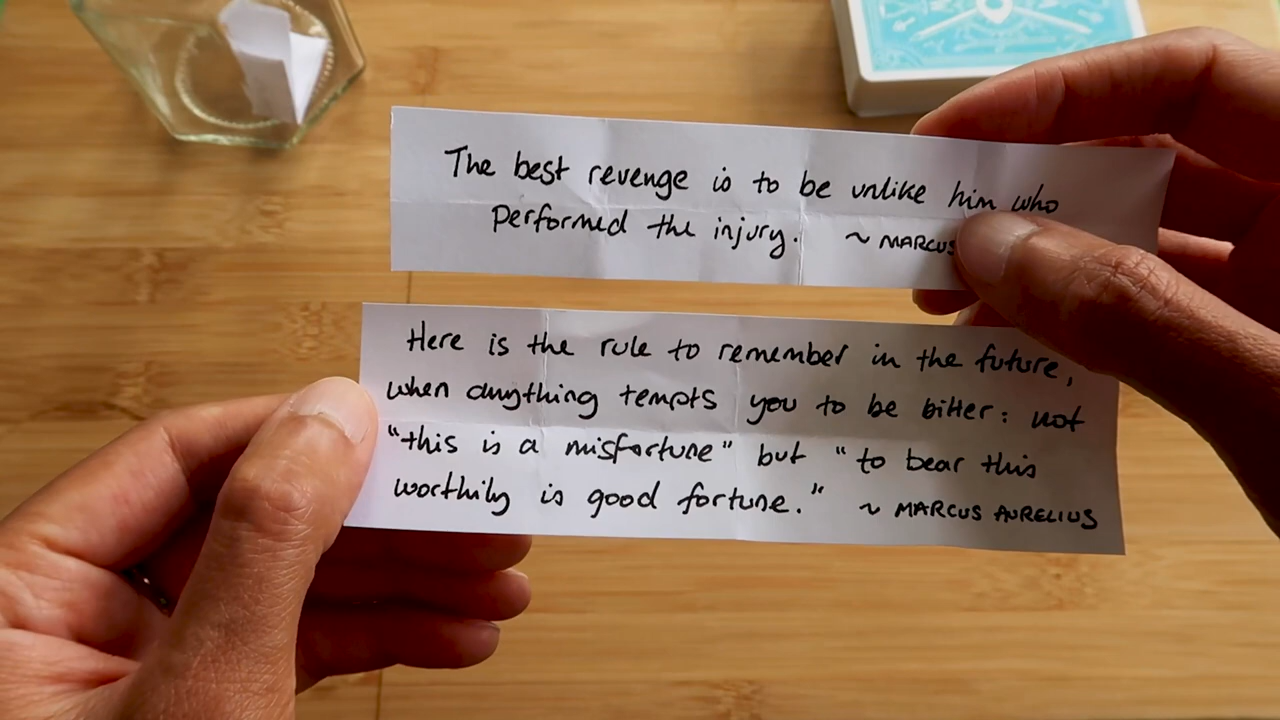 The best revenge is to be unlike him who
performed the injury. ~ MARCUS
Here is the rule to remember in the future,
when anything tempts you to be bitter: not
"this is a misfortune" but "to bear this
worthily is good fortune." ~ MARCUS AURELIUS